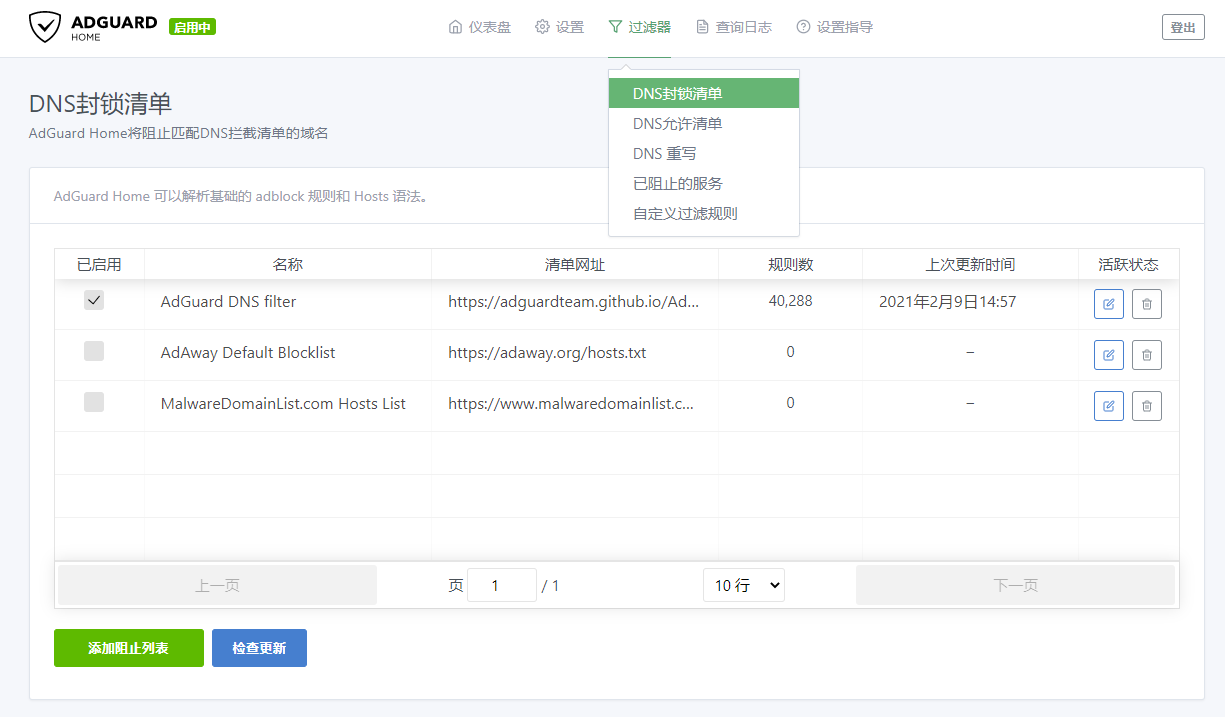 ADGUARD
HOME
启用中
仪表盘
设置
过滤器
查询日志
设置指导
登出
DNS封锁清单
DNS允许清单
DNS 重写
已阻止的服务
自定义过滤规则
DNS封锁清单
AdGuard Home将阻止匹配DNS拦截清单的域名
AdGuard Home 可以解析基础的 adblock 规则和 Hosts 语法。
已启用 名称 清单网址 规则数 上次更新时间 活跃状态
AdGuard DNS filter https://adguardteam.github.io/Ad... 40,288 2021年2月9日14:57
AdAway Default Blocklist https://adaway.org/hosts.txt 0 –
MalwareDomainList.com Hosts List https://www.malwaredomainlist.c... 0 –
上一页 页 1 / 1 10 行 下一页
添加阻止列表 检查更新